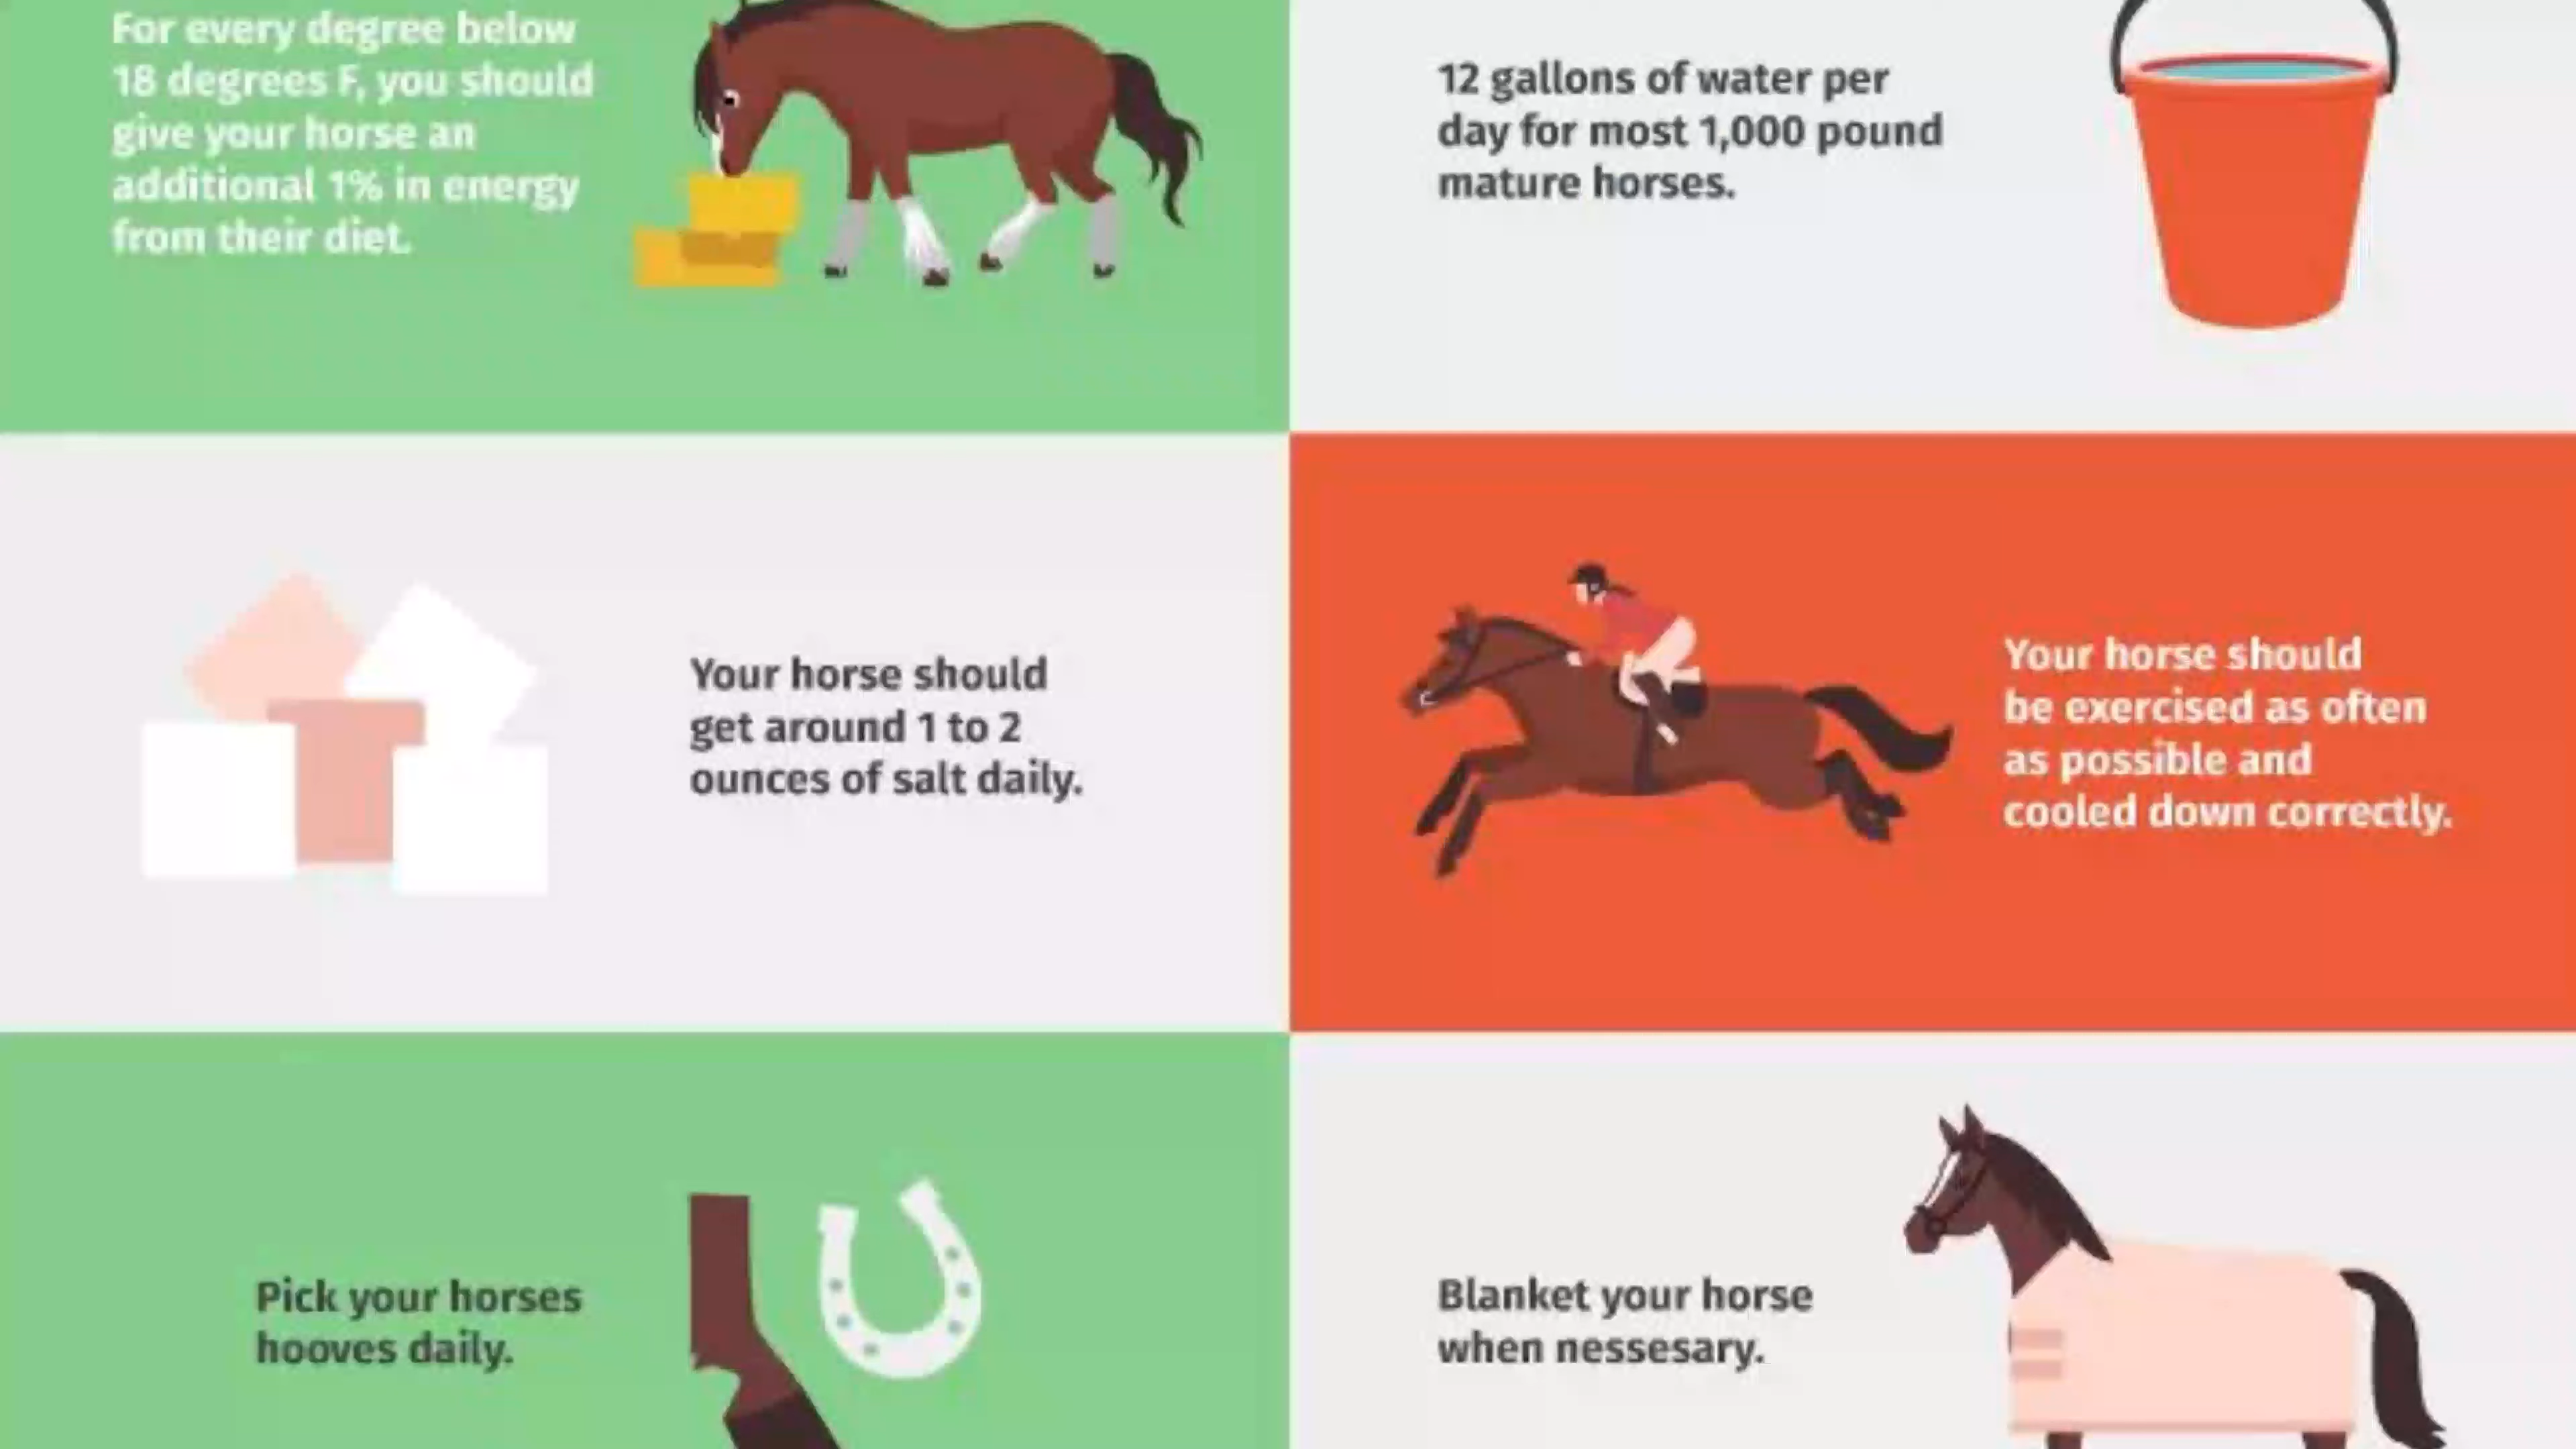 For every degree below
18 degrees F, you should
give your horse an
additional 1% in energy
from their diet.
12 gallons of water per
day for most 1,000 pound
mature horses.
Your horse should
get around 1 to 2
ounces of salt daily.
Your horse should
be exercised as often
as possible and
cooled down correctly.
Pick your horses
hooves daily.
Blanket your horse
when nessesary.